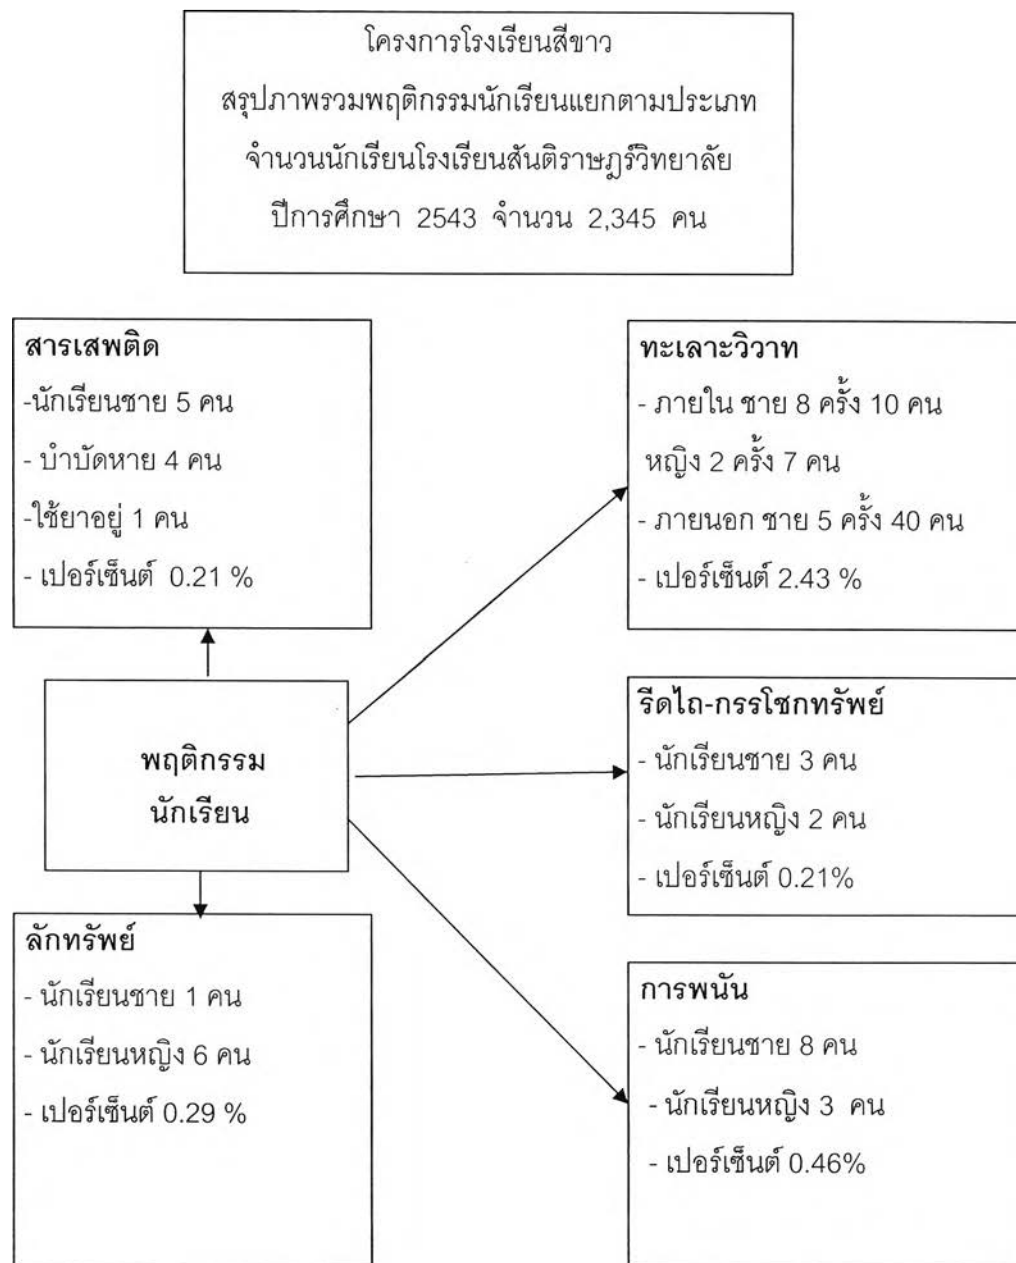 โครงการโรงเรียนสีขาว
สรุปภาพรวมพฤติกรรมนักเรียนแยกตามประเภท
จำนวนนักเรียนโรงเรียนสันติราษฎร์วิทยาลัย
ปีการศึกษา 2543 จำนวน 2,345 คน
สารเสพติด
-นักเรียนชาย 5 คน
- บำบัดหาย 4 คน
-ใช้ยาอยู่ 1 คน
- เปอร์เซ็นต์ 0.21 %
ทะเลาะวิวาท
- ภายใน ชาย 8 ครั้ง 10 คน
หญิง 2 ครั้ง 7 คน
- ภายนอก ชาย 5 ครั้ง 40 คน
- เปอร์เซ็นต์ 2.43 %
พฤติกรรม
นักเรียน
รีดไถ-กรรโชกทรัพย์
- นักเรียนชาย 3 คน
- นักเรียนหญิง 2 คน
- เปอร์เซ็นต์ 0.21%
ลักทรัพย์
- นักเรียนชาย 1 คน
- นักเรียนหญิง 6 คน
- เปอร์เซ็นต์ 0.29 %
การพนัน
- นักเรียนชาย 8 คน
- นักเรียนหญิง 3 คน
- เปอร์เซ็นต์ 0.46%